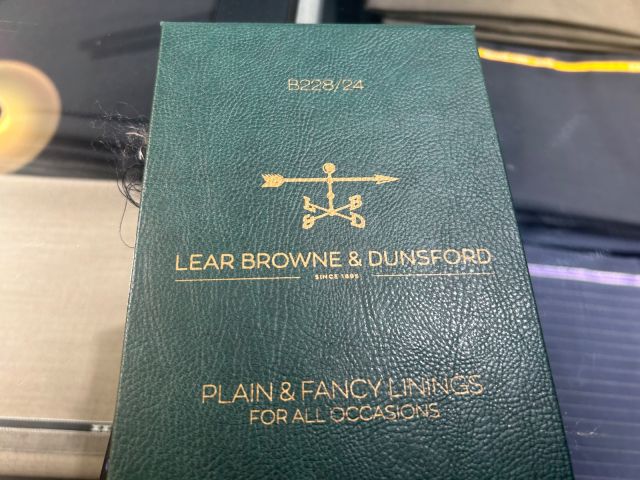 B228/24
L B
S D
LEAR BROWNE & DUNSFORD
SINCE 1895
PLAIN & FANCY LININGS
FOR ALL OCCASIONS